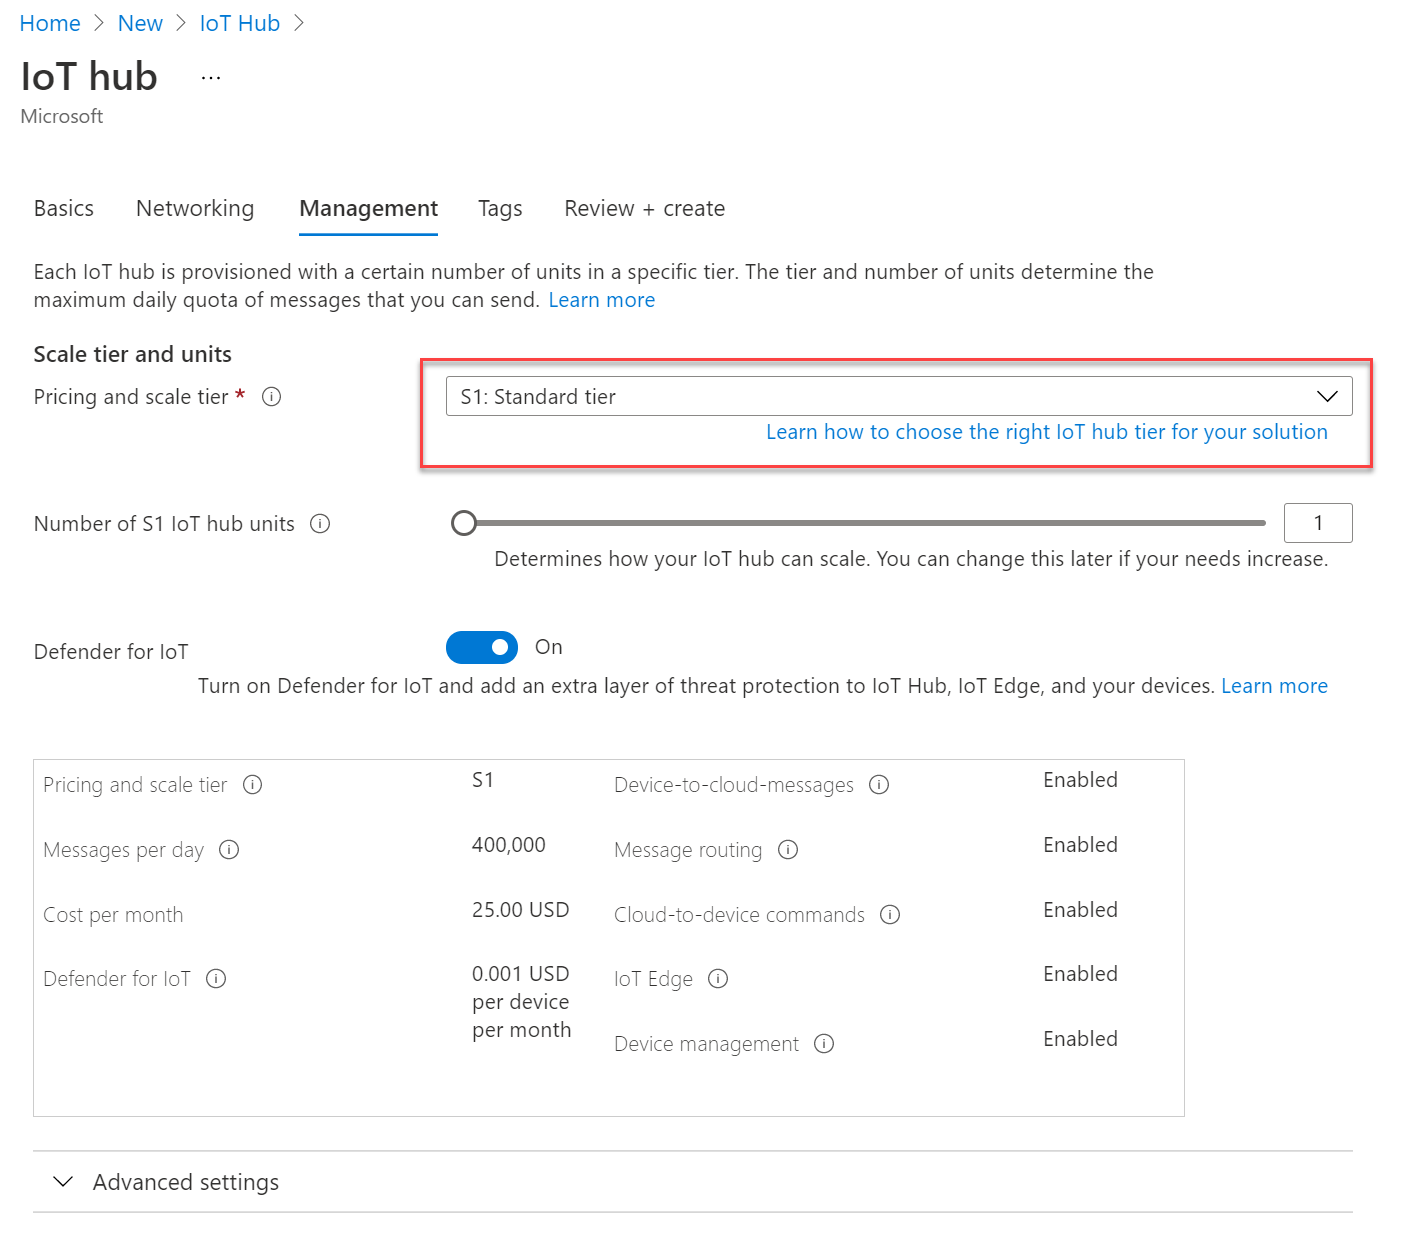 Home > New > IoT Hub >
IoT hub ...
Microsoft
Basics Networking Management Tags Review + create
Each IoT hub is provisioned with a certain number of units in a specific tier. The tier and number of units determine the
maximum daily quota of messages that you can send. Learn more
Scale tier and units
Pricing and scale tier * S1: Standard tier
Learn how to choose the right IoT hub tier for your solution
Number of S1 IoT hub units 1
Determines how your IoT hub can scale. You can change this later if your needs increase.
Defender for IoT On
Turn on Defender for IoT and add an extra layer of threat protection to IoT Hub, IoT Edge, and your devices. Learn more
Pricing and scale tier S1 Device-to-cloud-messages Enabled
Messages per day 400,000 Message routing Enabled
Cost per month 25.00 USD Cloud-to-device commands Enabled
Defender for IoT 0.001 USD IoT Edge Enabled
per device
per month
Device management Enabled
Advanced settings